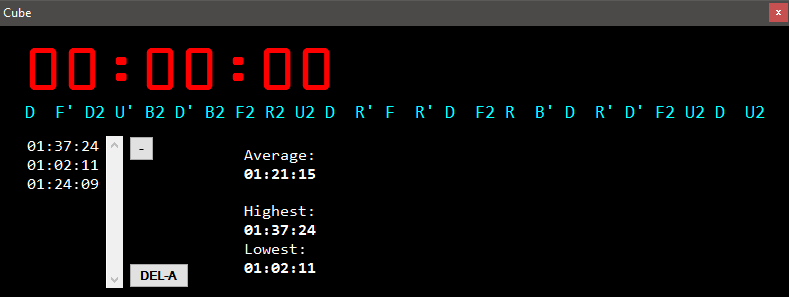 Cube
x
00:00:00
D F' D2 U' B2 D' B2 F2 R2 U2 D R' F R' D F2 R B' D R' D' F2 U2 D U2
01:37:24
01:02:11
01:24:09
-
DEL-A
Average:
01:21:15
Highest:
01:37:24
Lowest:
01:02:11